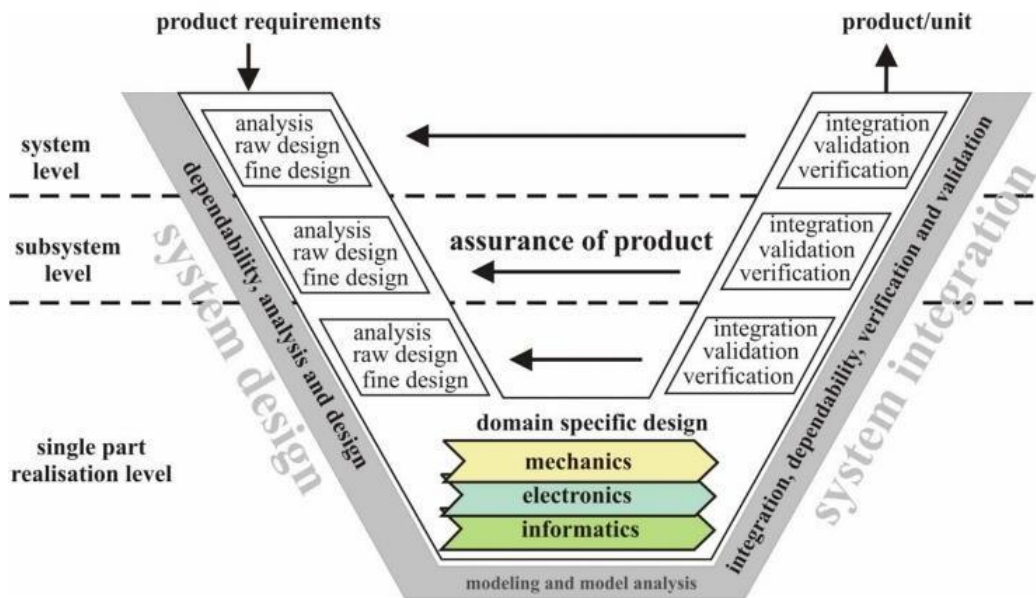 product requirements
product/unit
system
level
analysis
raw design
fine design
integration
validation
verification
subsystem
level
analysis
raw design
fine design
assurance of product
integration
validation
verification
analysis
raw design
fine design
integration
validation
verification
single part
realisation level
domain specific design
mechanics
electronics
informatics
modeling and model analysis
dependability, analysis and design
system design
integration, dependability, verification and validation
system integration